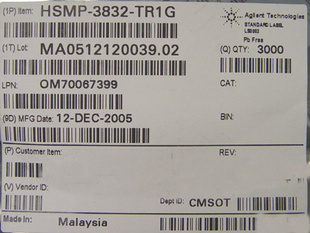 (1P) Item: HSMP-3832-TR1G
Agilent Technologies
STANDARD LABEL
Pb Free
(1T) Lot: MA0512120039.02
(Q) QTY: 3000
LPN: OM70067399
CAT:
(9D) MFG Date: 12-DEC-2005
BIN:
(P) Customer Item:
REV:
(V) Vendor ID:
Dept ID: CMSOT
Made In: Malaysia